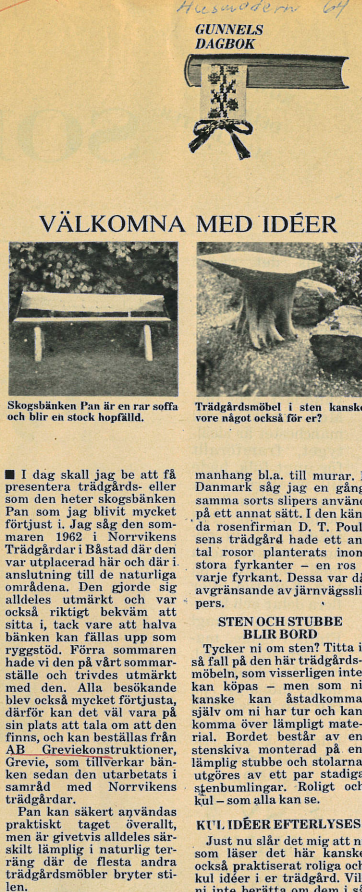 Husmodern 64
GUNNELS
DAGBOK
VÄLKOMNA MED IDÉER
Skogsbänken Pan är en rar soffa
och blir en stock hopfälld.
Trädgårdsmöbel i sten kanske
vore något också för er?
■ I dag skall jag be att få
presentera trädgårds- eller
som den heter skogsbänken
Pan som jag blivit mycket
förtjust i. Jag såg den som-
maren 1962 i Norrvikens
Trädgårdar i Båstad där den
var utplacerad här och där i
anslutning till de naturliga
områdena. Den gjorde sig
alldeles utmärkt och var
också riktigt bekväm att
sitta i, tack vare att halva
bänken kan fällas upp som
ryggstöd. Förra sommaren
hade vi den på vårt sommar-
ställe och trivdes utmärkt
med den. Alla besökande
blev också mycket förtjusta,
därför kan det väl vara på
sin plats att tala om att den
finns, och kan beställas från
AB Greviekonstruktioner,
Grevie, som tillverkar bän-
ken sedan den utarbetats i
samråd med Norrvikens
trädgårdar.
Pan kan säkert användas
praktiskt taget överallt,
men är givetvis alldeles sär-
skilt lämplig i naturlig ter-
räng där de flesta andra
trädgårdsmöbler bryter sti-
len.
manhang bl.a. till murar. I
Danmark såg jag en gång
samma sorts slipers använd
på ett annat sätt. I den kän
da rosenfirman D. T. Poul
sens trädgård hade ett an
tal rosor planterats inom
stora fyrkanter – en ros i
varje fyrkant. Dessa var då
avgränsande av järnvägssli
pers.
STEN OCH STUBBE
BLIR BORD
Tycker ni om sten? Titta i
så fall på den här trädgårds-
möbeln, som visserligen inte
kan köpas – men som ni
kanske kan åstadkomma
själv om ni har tur och kan
komma över lämpligt mate-
rial. Bordet består av en
stenskiva monterad på en
lämplig stubbe och stolarna
utgöres av ett par stadiga
stenbumlingar. Roligt och
kul – som alla kan se.
KUL IDÉER EFTERLYSES
Just nu slår det mig att n
som läser det här kanske
också praktiserat roliga och
kul idéer i er trädgård. Vil
ni inte berätta om dem i s